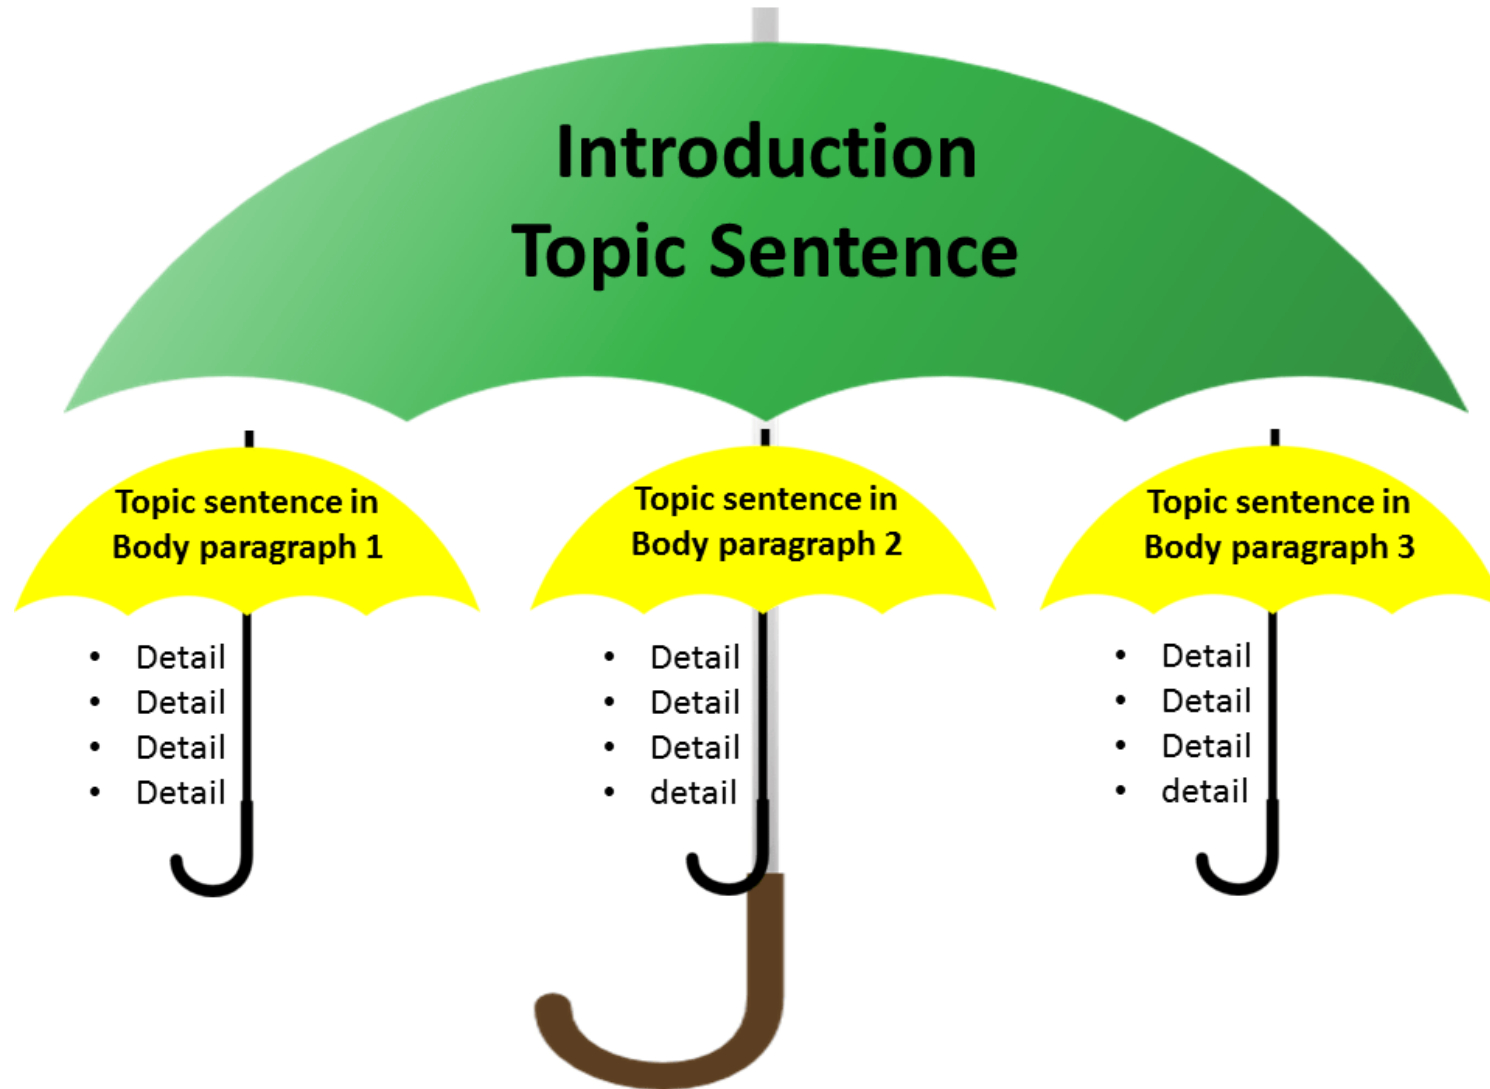 Introduction
Topic Sentence
Topic sentence in
Body paragraph 1
• Detail
• Detail
• Detail
• Detail
Topic sentence in
Body paragraph 2
• Detail
• Detail
• Detail
• detail
Topic sentence in
Body paragraph 3
• Detail
• Detail
• Detail
• detail